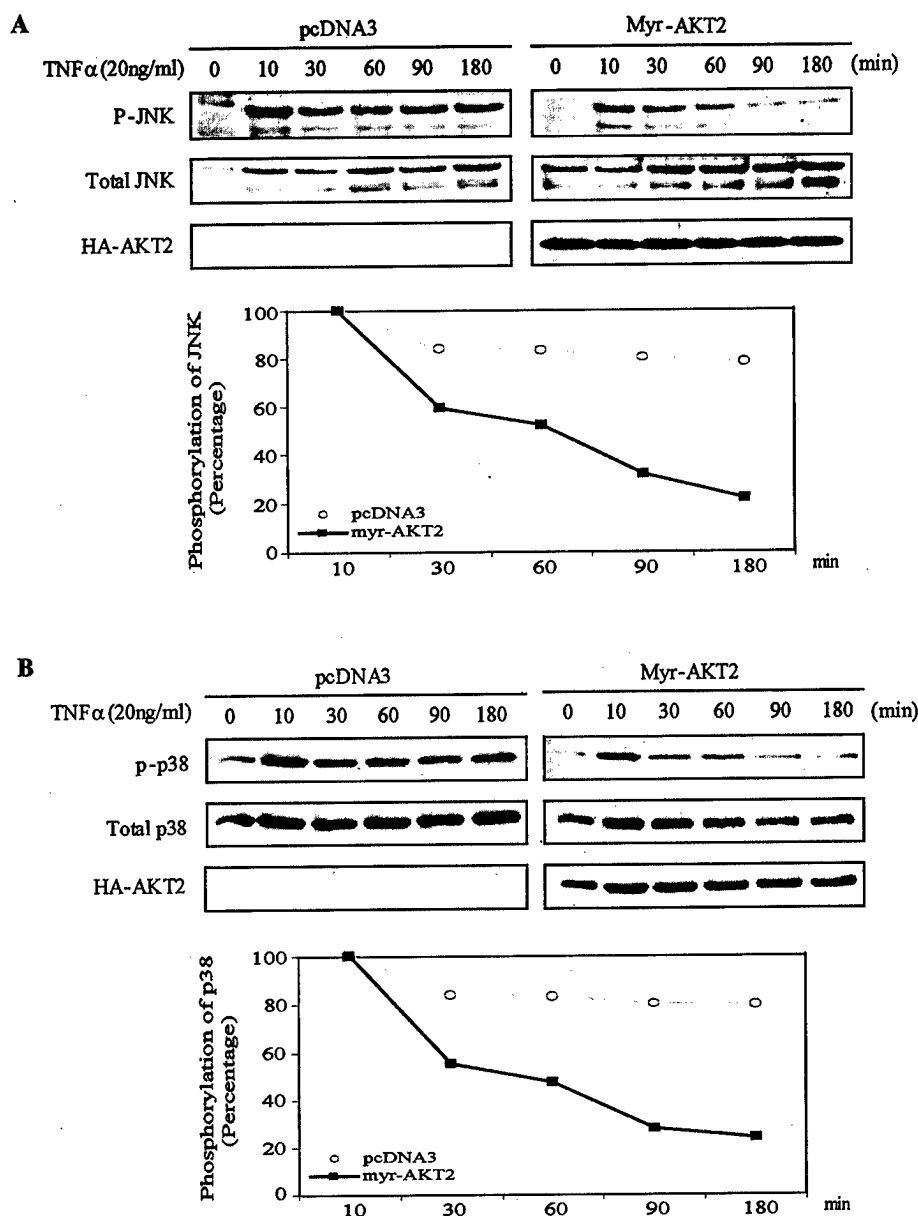 A
pcDNA3 Myr-AKT2
TNFα (20ng/ml) 0 10 30 60 90 180 0 10 30 60 90 180 (min)
P-JNK
Total JNK
HA-AKT2
Phosphorylation of JNK
(Percentage)
100
80
60
40
20
0
pcDNA3
myr-AKT2
10 30 60 90 180 min
B
pcDNA3 Myr-AKT2
TNFα (20ng/ml) 0 10 30 60 90 180 0 10 30 60 90 180 (min)
p-p38
Total p38
HA-AKT2
Phosphorylation of p38
(Percentage)
100
80
60
40
20
0
pcDNA3
myr-AKT2
10 30 60 90 180 min